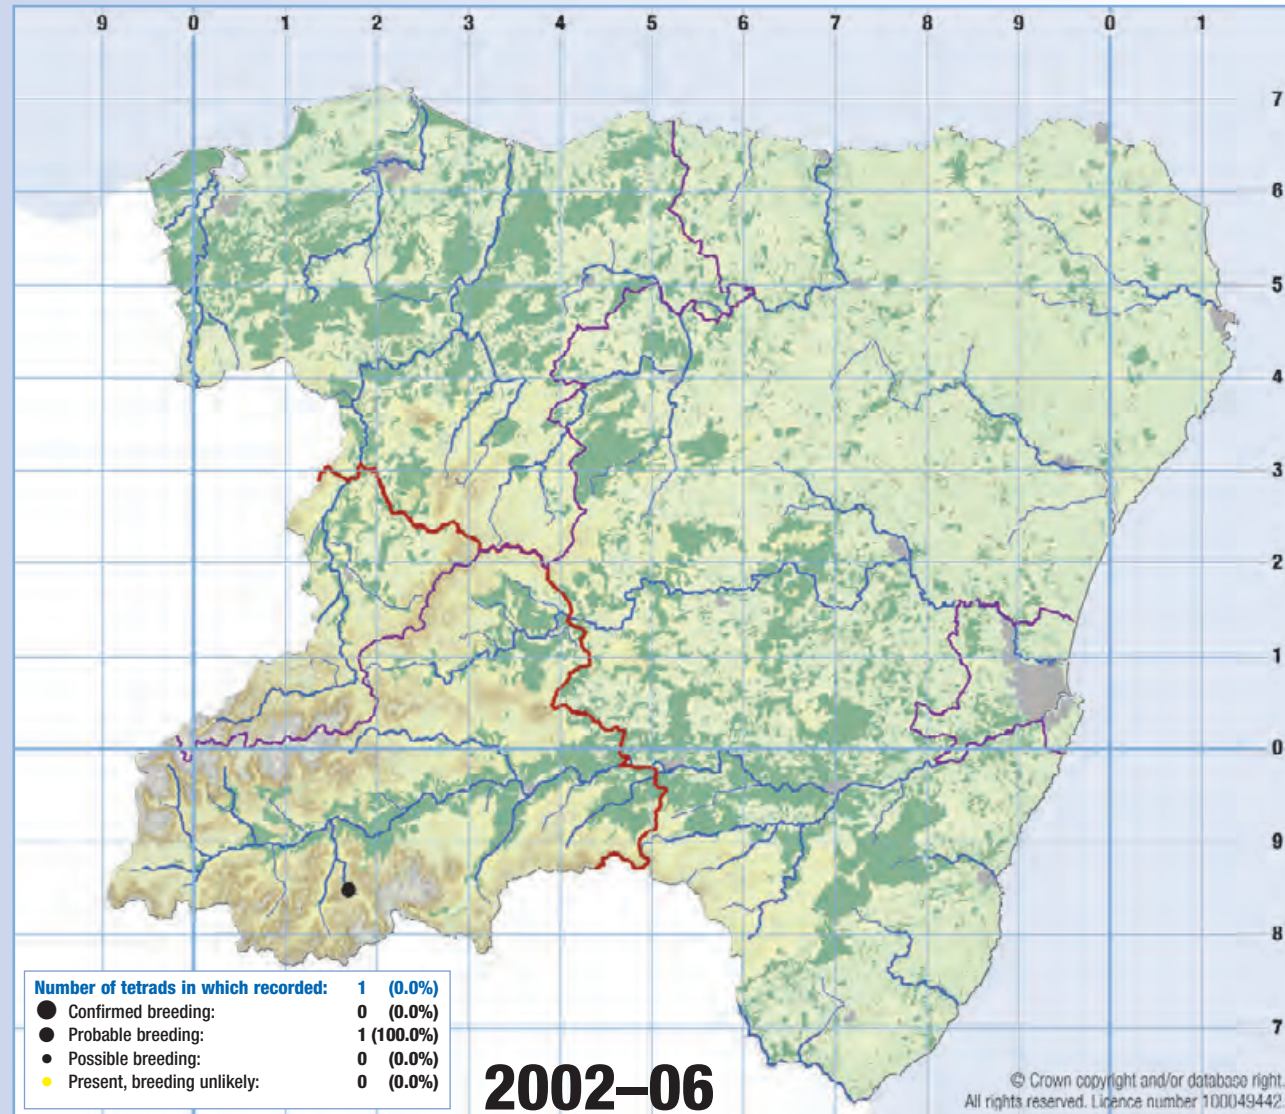 9 0 1 2 3 4 5 6 7 8 9 0 1
7
6
5
4
3
2
1
0
9
8
7
Number of tetrads in which recorded: 1 (0.0%)
Confirmed breeding: 0 (0.0%)
Probable breeding: 1 (100.0%)
Possible breeding: 0 (0.0%)
Present, breeding unlikely: 0 (0.0%)
2002–06
© Crown copyright and/or database right.
All rights reserved. Licence number 100049442